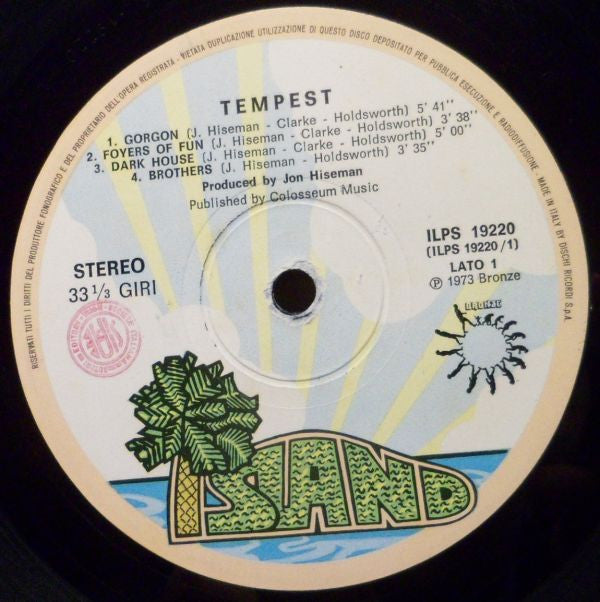 RISERVATI TUTTI I DIRITTI DEL PRODUTTORE FONOGRAFICO E DEL PROPRIETARIO DELL'OPERA REGISTRATA - VIETATA DUPLICAZIONE UTILIZZAZIONE DI QUESTO DISCO DEPOSITATO PER PUBBLICA ESECUZIONE E RADIODIFFUSIONE. - MADE IN ITALY BY DISCHI RICORDI S.p.A.
TEMPEST
1. GORGON (J. Hiseman - Clarke - Holdsworth) 5' 41''
2. FOYERS OF FUN (J. Hiseman - Clarke - Holdsworth) 3' 38''
3. DARK HOUSE (J. Hiseman - Clarke - Holdsworth) 5' 00''
4. BROTHERS (J. Hiseman - Clarke - Holdsworth) 3' 35''
Produced by Jon Hiseman
Published by Colosseum Music
STEREO
33 1/3 GIRI
ILPS 19220
(ILPS 19220/1)
LATO 1
Ⓟ 1973 Bronze
BRONZE
ISLAND